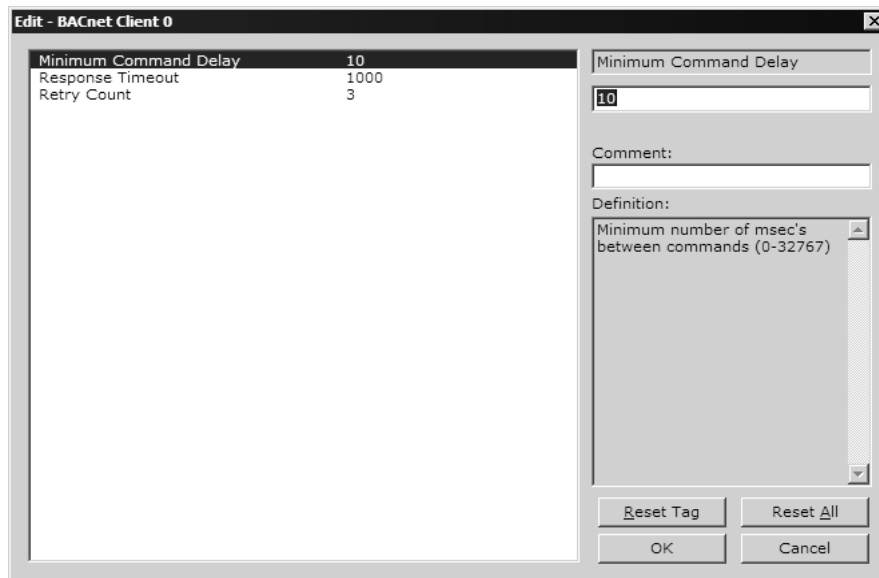 Edit - BACnet Client 0
Minimum Command Delay 10
Response Timeout 1000
Retry Count 3
Minimum Command Delay
10
Comment:
Definition:
Minimum number of msec's
between commands (0-32767)
Reset Tag Reset All
OK Cancel